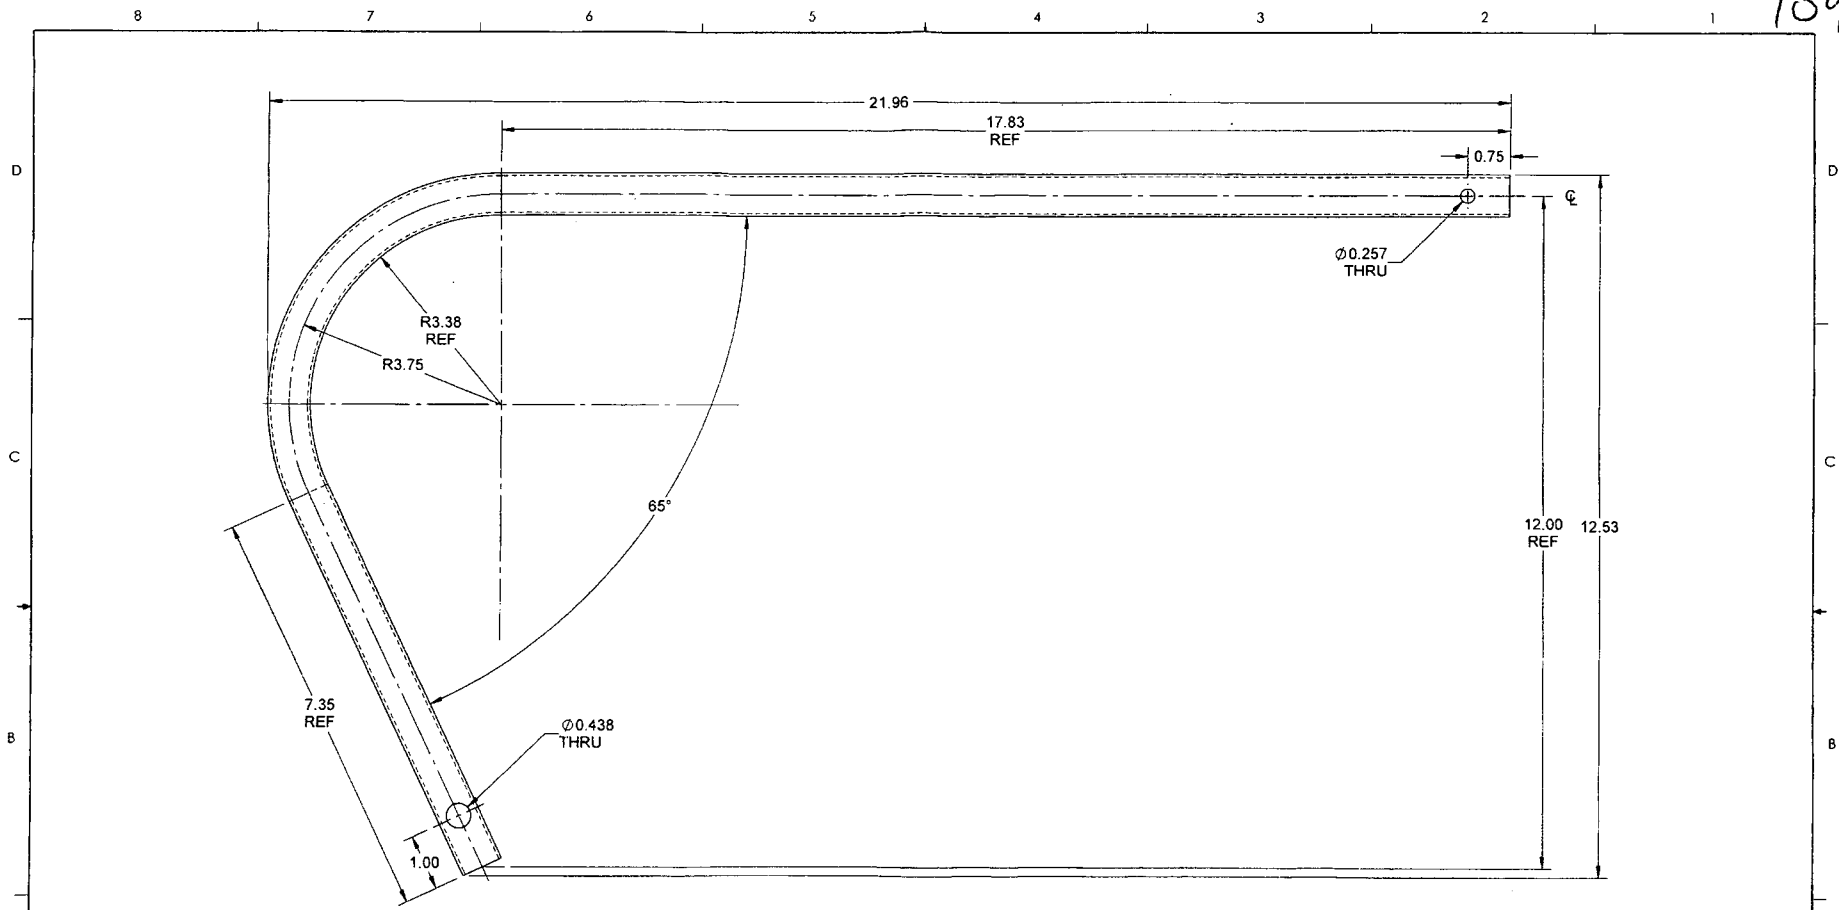 8 7 6 5 4 3 2 1
21.96
17.83
REF
0.75
D D
℄
Ø0.257
THRU
R3.38
REF
R3.75
C C
65°
12.00 12.53
REF
7.35
REF
Ø0.438
THRU
B B
1.00